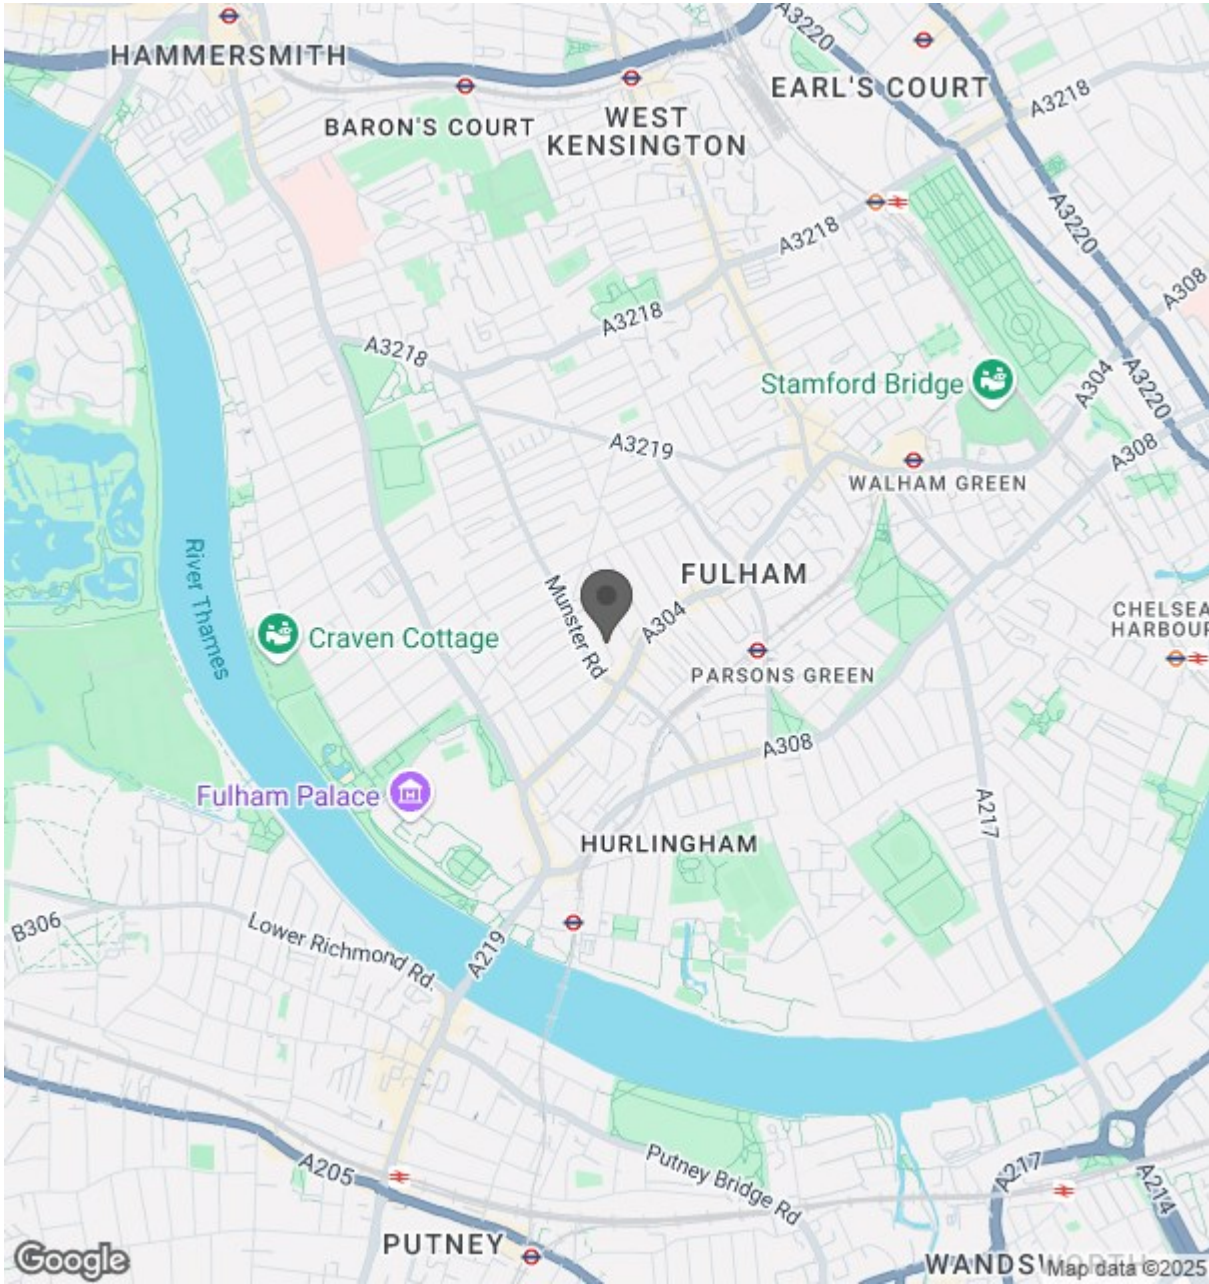 A3220
HAMMERSMITH
EARL'S COURT
A3218
WEST
KENSINGTON
BARON'S COURT
A3220
A3218
A308
A3218
A3218
Stamford Bridge
A304
A3220
A3219
A308
WALHAM GREEN
River Thames
FULHAM
Munster Rd
A304
CHELSEA
HARBOUR
Craven Cottage
PARSONS GREEN
A308
Fulham Palace
A217
HURLINGHAM
B306
Lower Richmond Rd.
A219
Putney Bridge Rd
A205
A217
A214
PUTNEY
Google
Map data ©2025